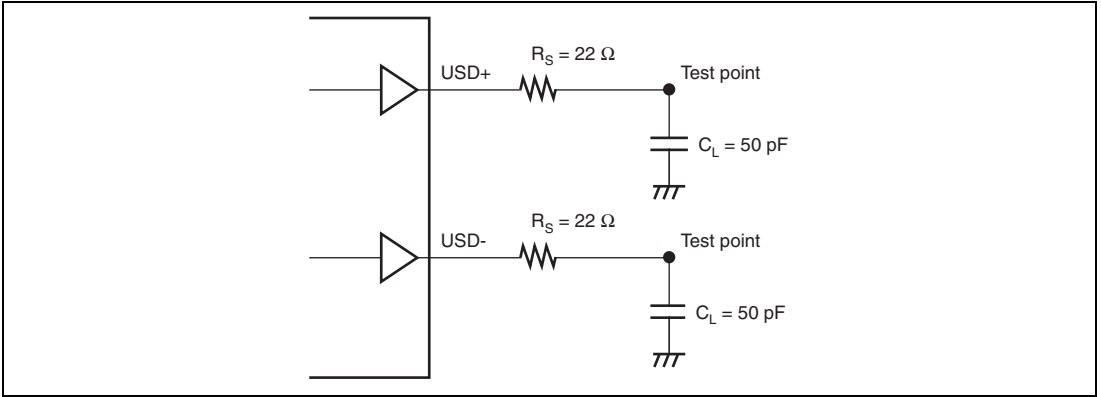 R_S = 22 Ω
USD+
Test point
C_L = 50 pF
R_S = 22 Ω
USD-
Test point
C_L = 50 pF